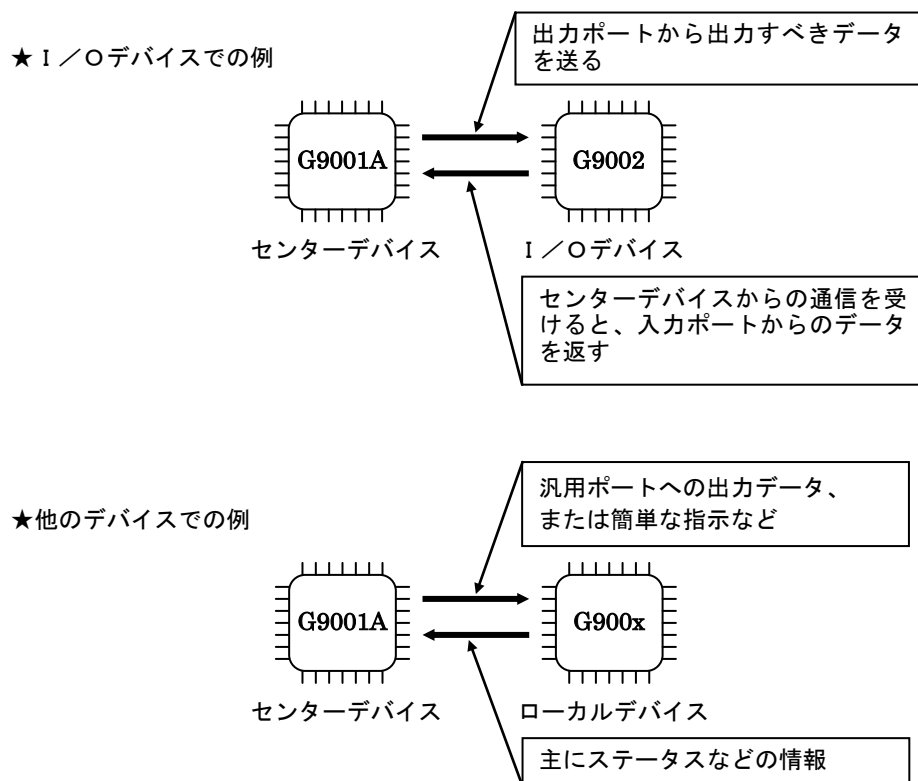 出力ポートから出力すべきデータ
を送る
★Ｉ／Ｏデバイスでの例
G9001A
G9002
センターデバイス
Ｉ／Ｏデバイス
センターデバイスからの通信を受
けると、入力ポートからのデータ
を返す
汎用ポートへの出力データ、
または簡単な指示など
★他のデバイスでの例
G9001A
G900x
センターデバイス
ローカルデバイス
主にステータスなどの情報